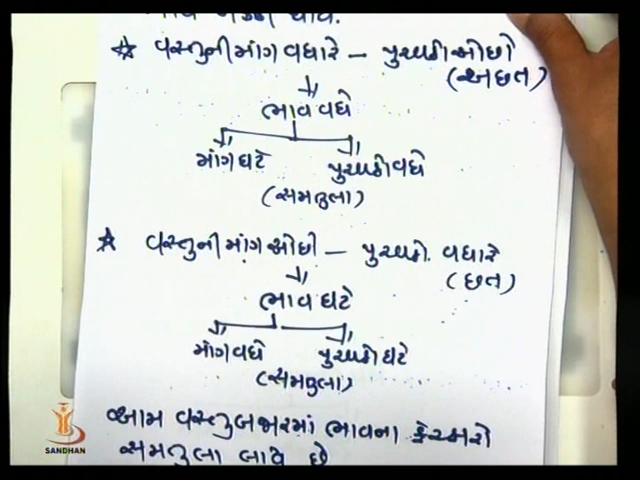 ભાવ નક્કી થાય.
☆ વસ્તુની માંગ વધારે – પુરવઠો ઓછો
(અછત)
ભાવ વધે
માંગ ઘટે પુરવઠો વધે
(સમતુલા)
☆ વસ્તુની માંગ ઓછી – પુરવઠો વધારે
(છત)
ભાવ ઘટે
માંગ વધે પુરવઠો ઘટે
(સમતુલા)
આમ વસ્તુબજારમાં ભાવના ફેરફારો
સમતુલા લાવે છે
SANDHAN